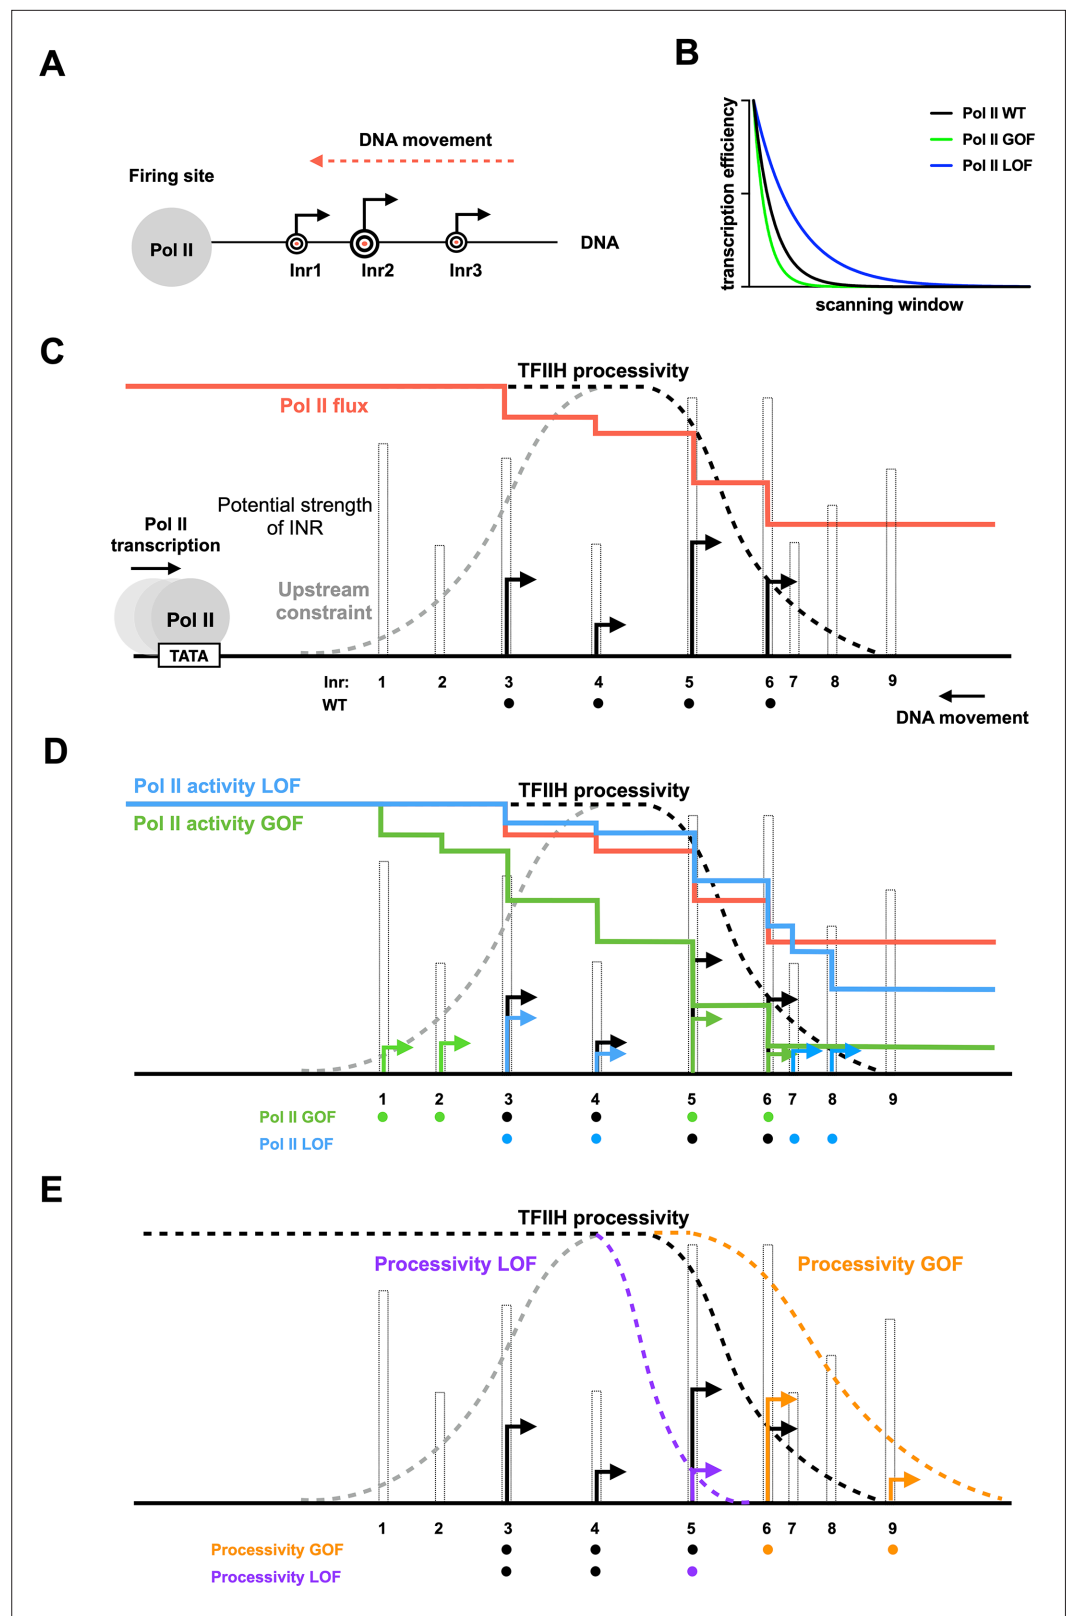 A
DNA movement
Firing site
Pol II
Inr1
Inr2
Inr3
DNA
B
transcription efficiency
Pol II WT
Pol II GOF
Pol II LOF
scanning window
C
TFIIH processivity
Pol II flux
Potential strength
of INR
Pol II
transcription
Upstream
constraint
Pol II
TATA
Inr: 1 2 3 4 5 6 7 8 9
WT
DNA movement
D
Pol II activity LOF
TFIIH processivity
Pol II activity GOF
1 2 3 4 5 6 7 8 9
Pol II GOF
Pol II LOF
E
TFIIH processivity
Processivity LOF
Processivity GOF
1 2 3 4 5 6 7 8 9
Processivity GOF
Processivity LOF